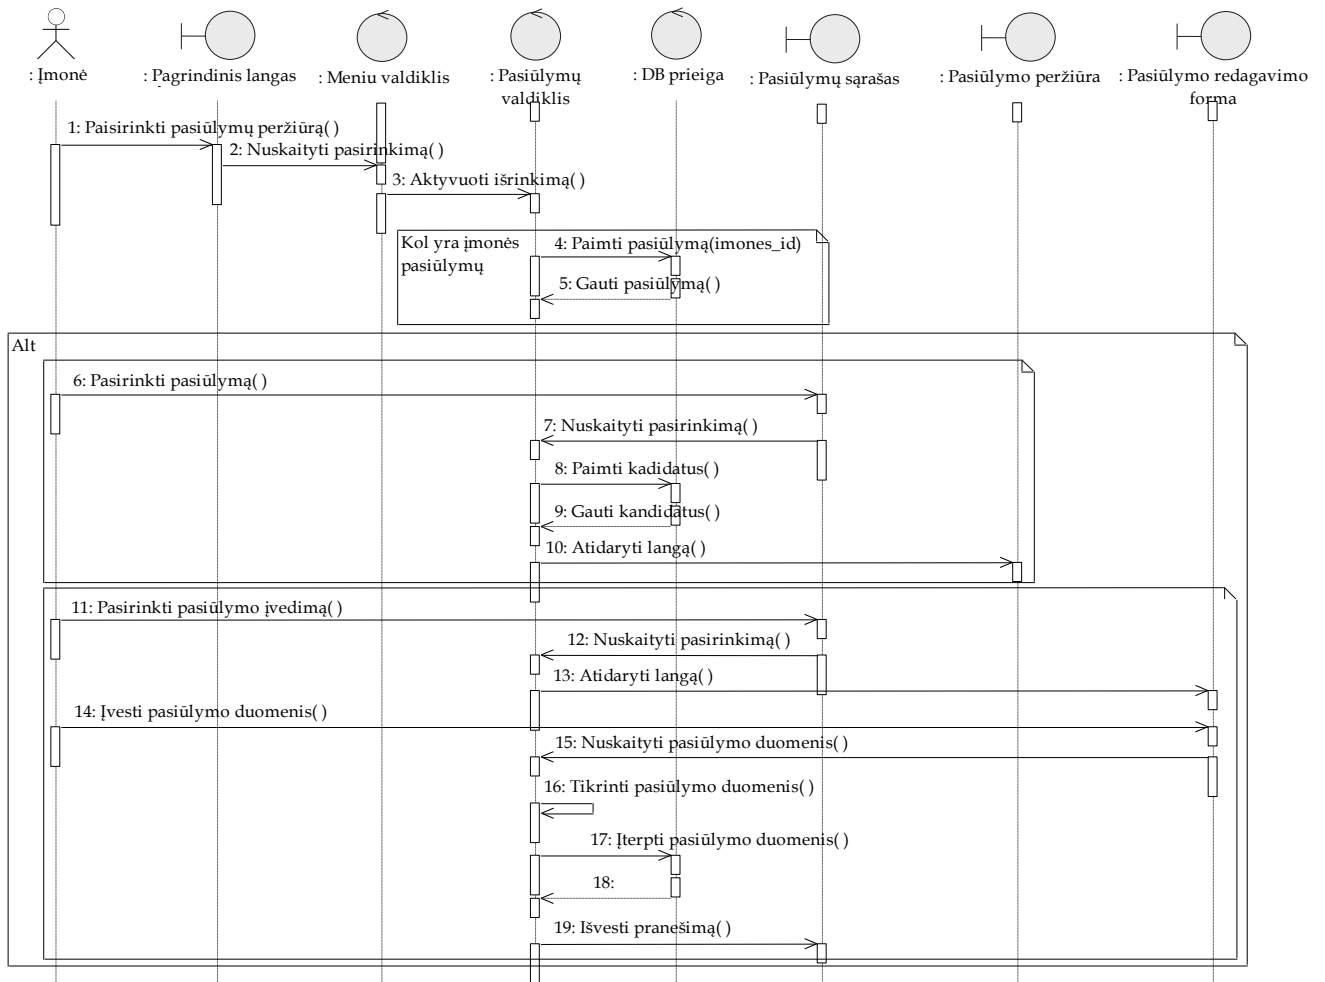 : Įmonė
: Pagrindinis langas
: Meniu valdiklis
: Pasiūlymų
valdiklis
: DB prieiga
: Pasiūlymų sąrašas
: Pasiūlymo peržiūra
: Pasiūlymo redagavimo
forma
1: Paisirinkti pasiūlymų peržiūrą( )
2: Nuskaityti pasirinkimą( )
3: Aktyvuoti išrinkimą( )
Kol yra įmonės
pasiūlymų
4: Paimti pasiūlymą(imones_id)
5: Gauti pasiūlymą( )
Alt
6: Pasirinkti pasiūlymą( )
7: Nuskaityti pasirinkimą( )
8: Paimti kadidatus( )
9: Gauti kandidatus( )
10: Atidaryti langą( )
11: Pasirinkti pasiūlymo įvedimą( )
12: Nuskaityti pasirinkimą( )
13: Atidaryti langą( )
14: Įvesti pasiūlymo duomenis( )
15: Nuskaityti pasiūlymo duomenis( )
16: Tikrinti pasiūlymo duomenis( )
17: Įterpti pasiūlymo duomenis( )
18:
19: Išvesti pranešimą( )